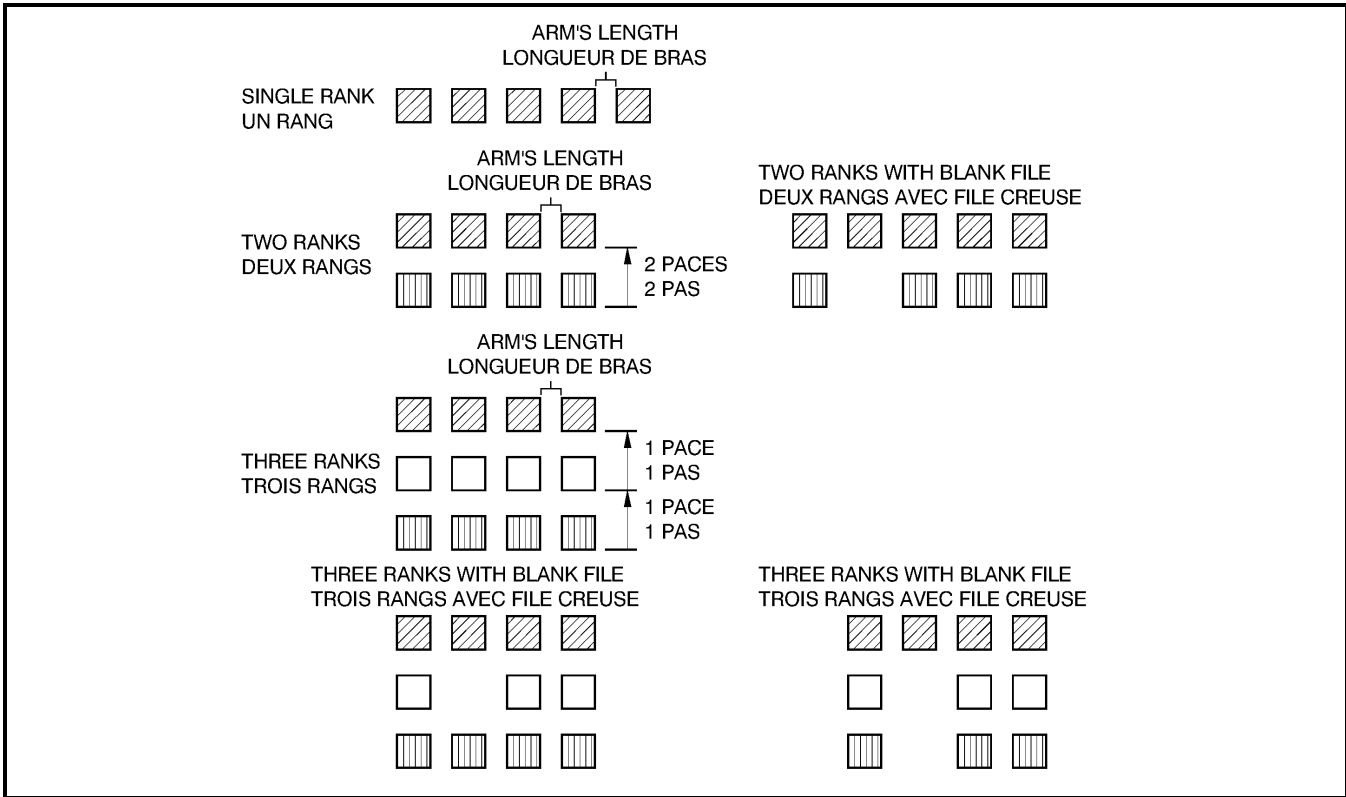 ARM'S LENGTH
LONGUEUR DE BRAS
SINGLE RANK
UN RANG
ARM'S LENGTH
LONGUEUR DE BRAS
TWO RANKS WITH BLANK FILE
DEUX RANGS AVEC FILE CREUSE
TWO RANKS
DEUX RANGS
2 PACES
2 PAS
ARM'S LENGTH
LONGUEUR DE BRAS
THREE RANKS
TROIS RANGS
1 PACE
1 PAS
1 PACE
1 PAS
THREE RANKS WITH BLANK FILE
TROIS RANGS AVEC FILE CREUSE
THREE RANKS WITH BLANK FILE
TROIS RANGS AVEC FILE CREUSE